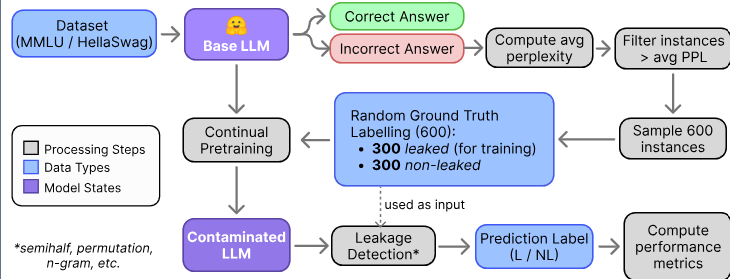 Dataset
(MMLU / HellaSwag)
Base LLM
Correct Answer
Incorrect Answer
Compute avg
perplexity
Filter instances
> avg PPL
Processing Steps
Data Types
Model States
Continual
Pretraining
Random Ground Truth
Labelling (600):
• 300 leaked (for training)
• 300 non-leaked
Sample 600
instances
used as input
*semihalf, permutation,
n-gram, etc.
Contaminated
LLM
Leakage
Detection*
Prediction Label
(L / NL)
Compute
performance
metrics